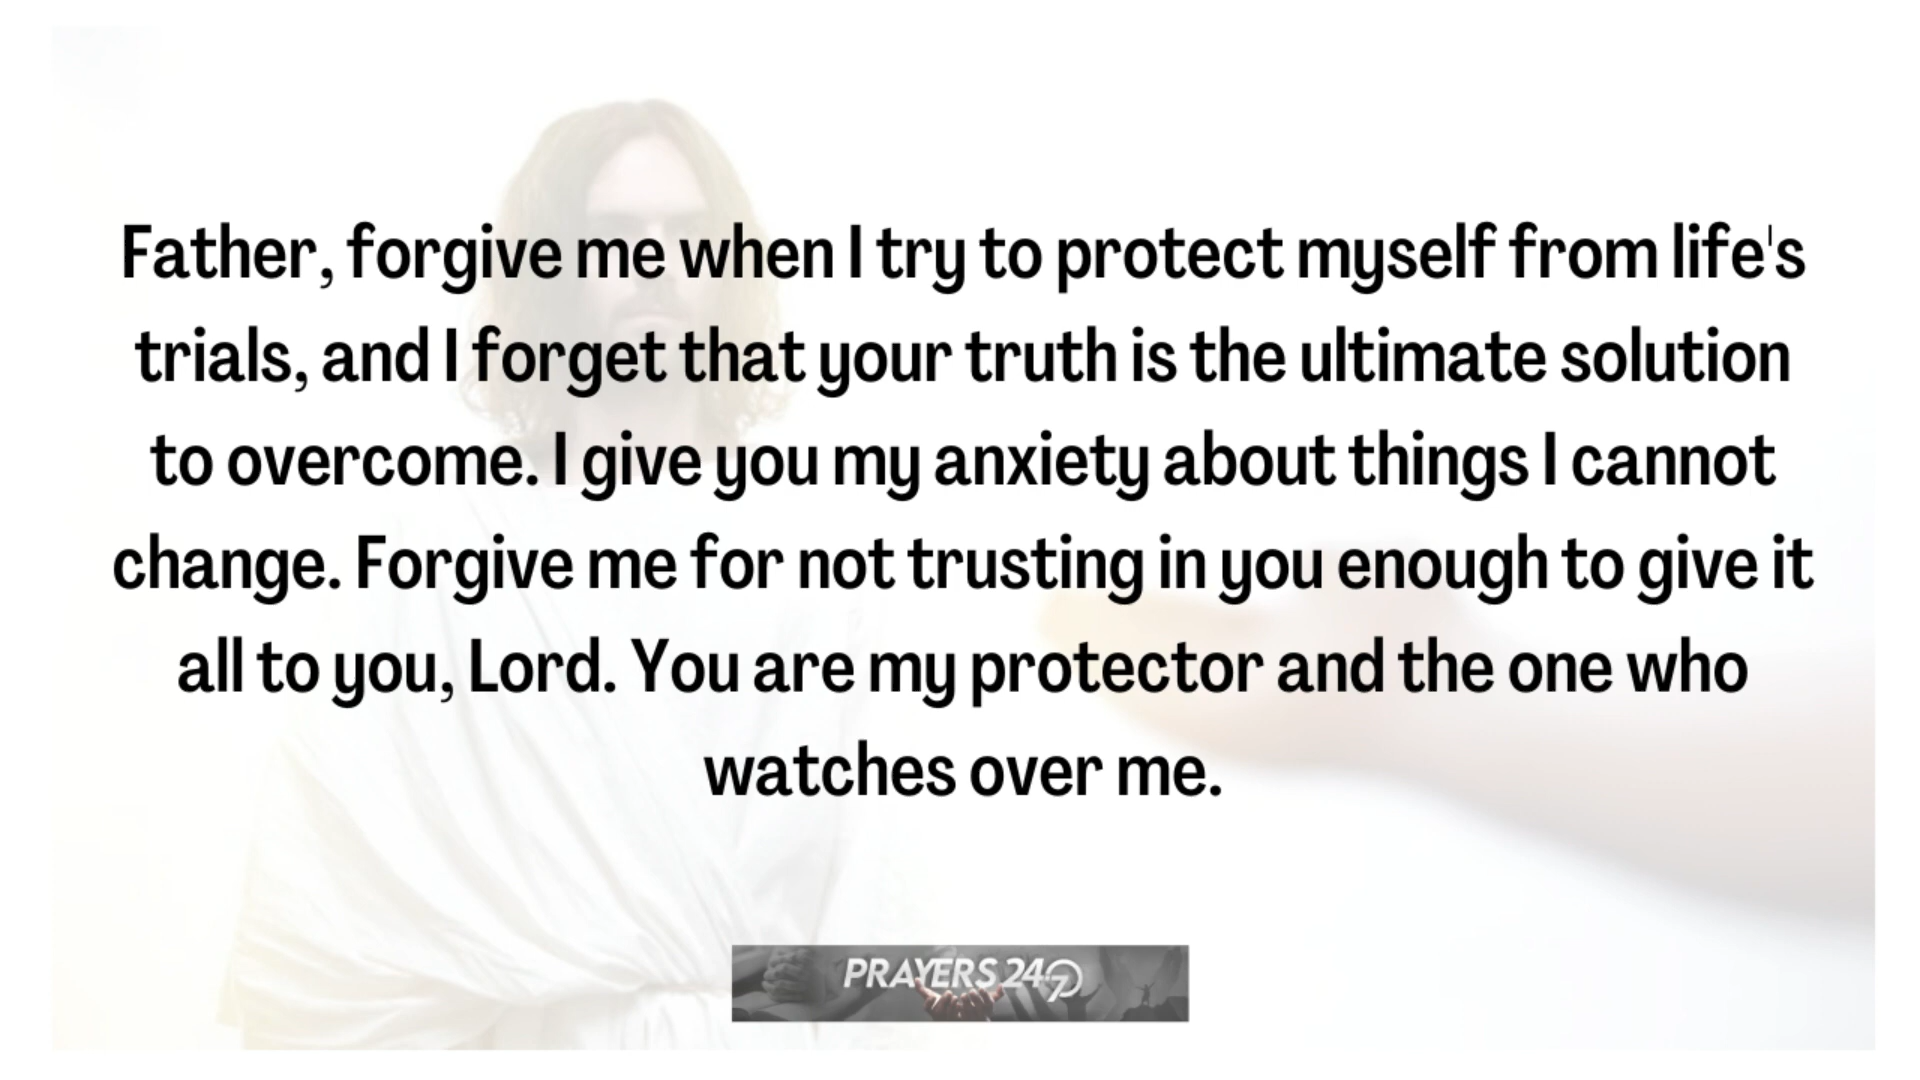 Father, forgive me when I try to protect myself from life's
trials, and I forget that your truth is the ultimate solution
to overcome. I give you my anxiety about things I cannot
change. Forgive me for not trusting in you enough to give it
all to you, Lord. You are my protector and the one who
watches over me.
PRAYERS 24/7